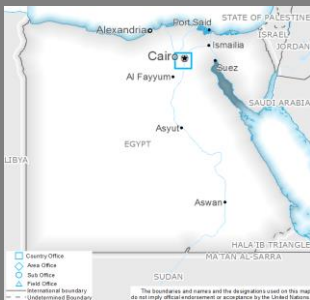 STATE OF PALESTINE
Port Said
Alexandria
ISRAEL
Ismailia
JORDAN
Cairo
Suez
Al Fayyum
SAUDI ARABIA
Asyut
EGYPT
LIBYA
Aswan
HALA'IB TRIANGLE
MA'TAN AL-SARRA
SUDAN
Country Office
Area Office
Sub Office
Field Office
International boundary
Undetermined Boundary
The boundaries and names and the designations used on this map
do not imply official endorsement or acceptance by the United Nations.